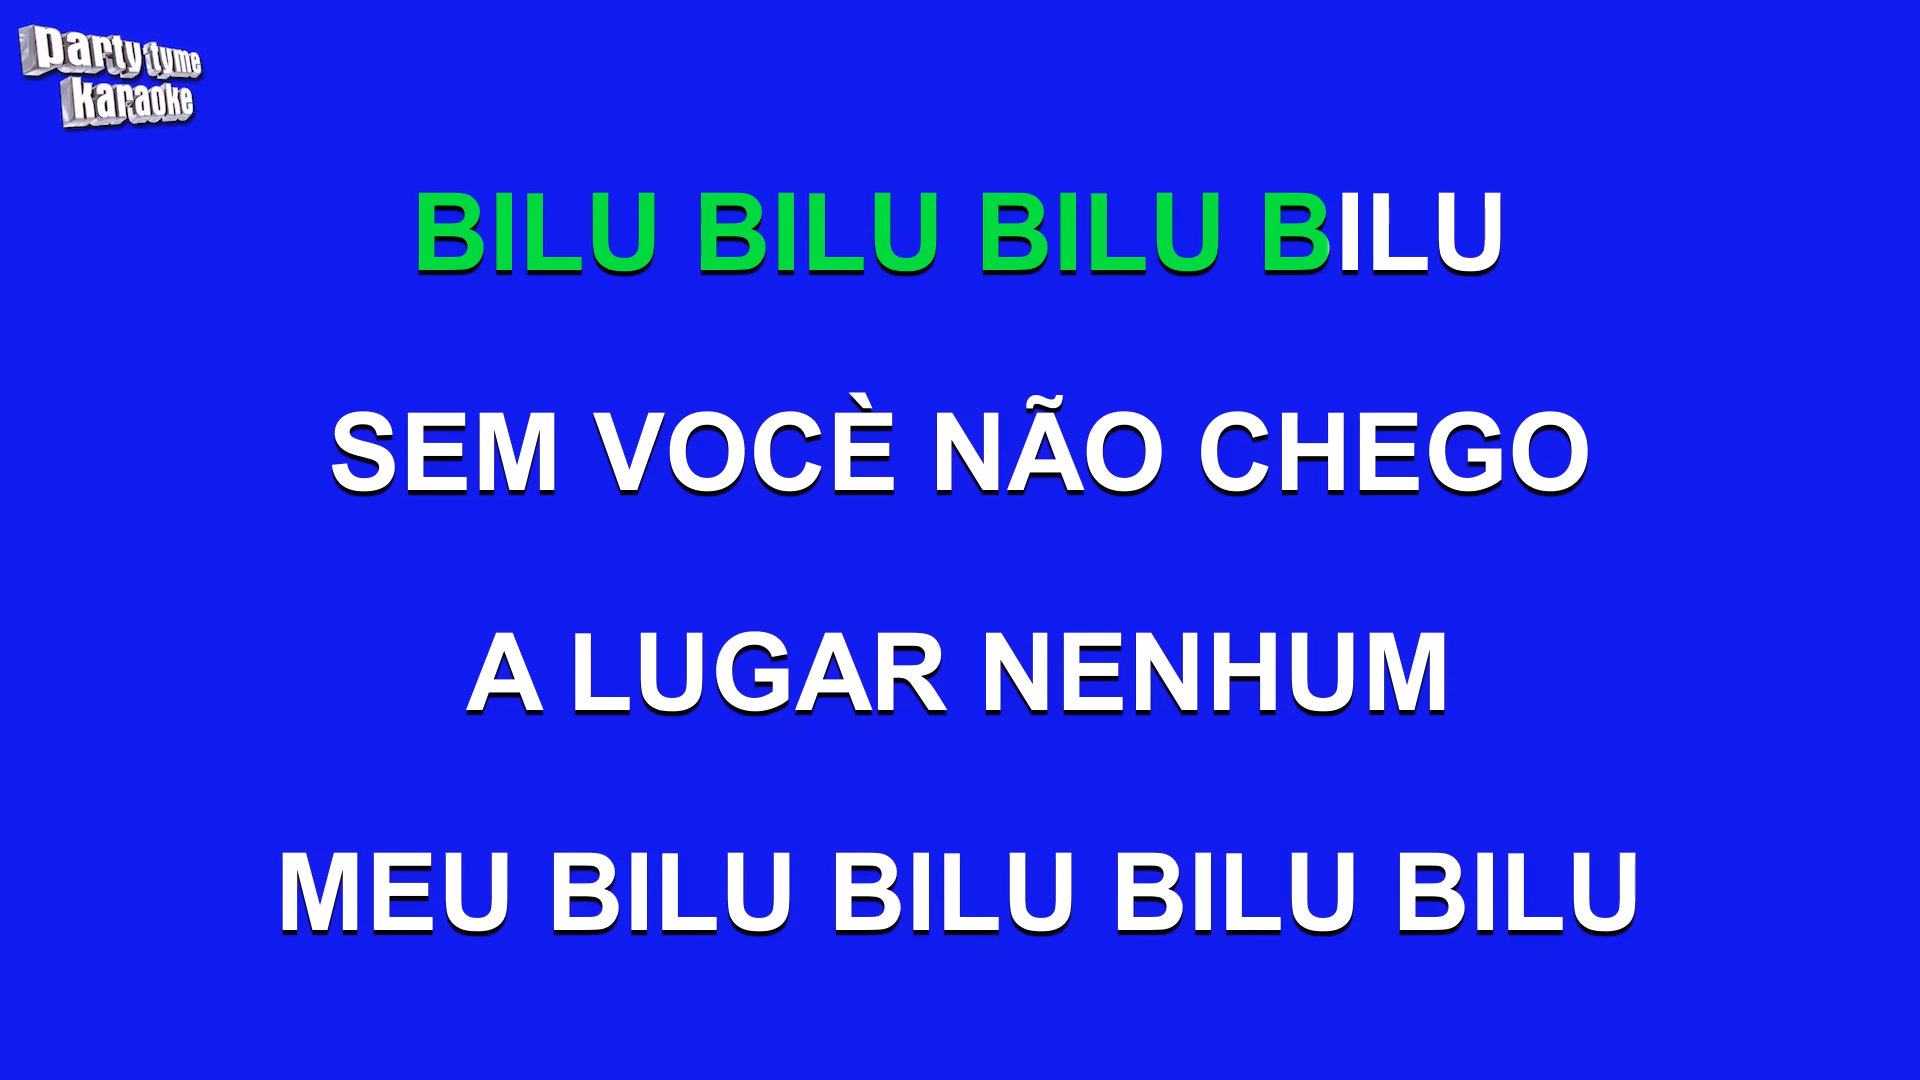 party tyme
karaoke
BILU BILU BILU BILU
SEM VOCÈ NÃO CHEGO
A LUGAR NENHUM
MEU BILU BILU BILU BILU